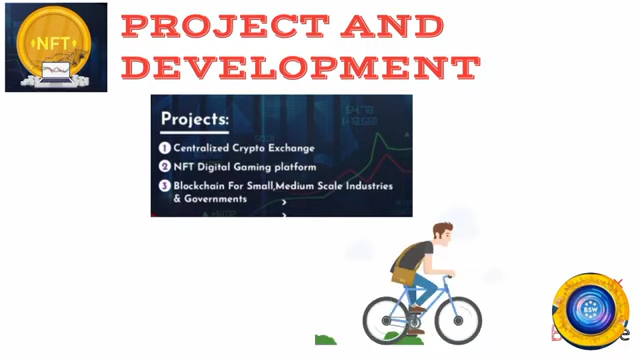 NFT
PROJECT AND
DEVELOPMENT
Projects:
1 Centralized Crypto Exchange
2 NFT Digital Gaming platform
3 Blockchain For Small,Medium Scale Industries
& Governments
BSW